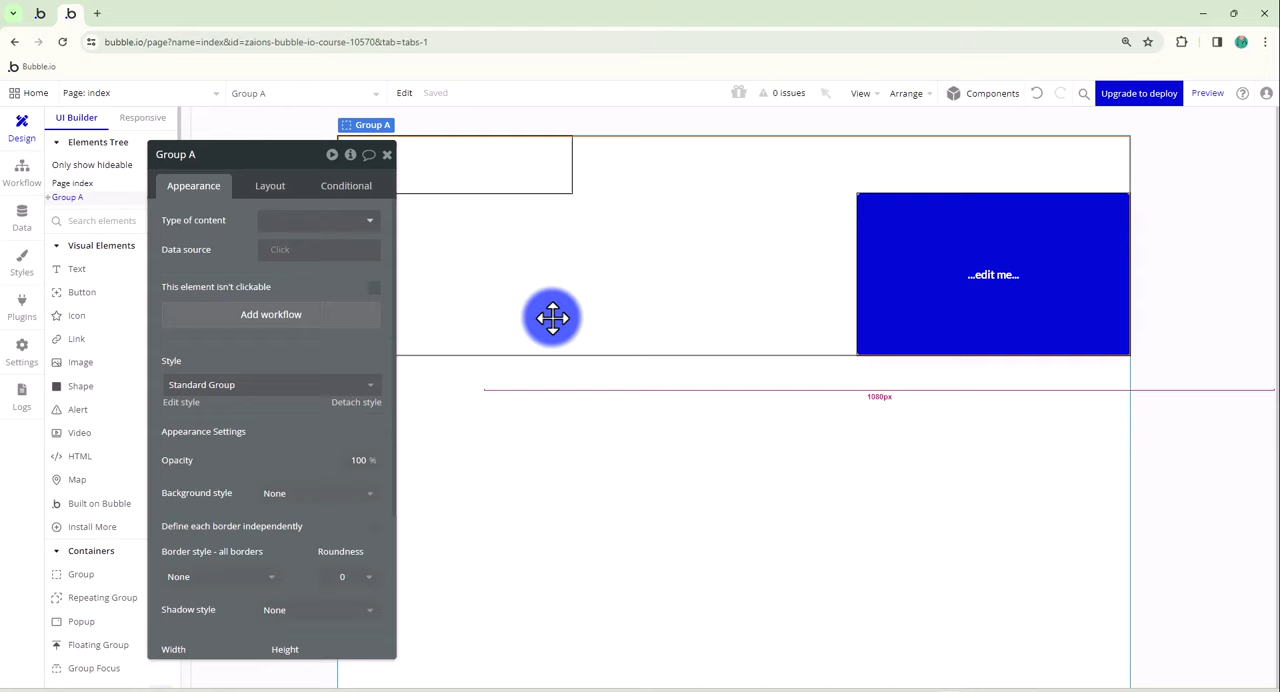 bubble.io/page?name=index&id=zaions-bubble-io-course-10570&tab=tabs-1
Bubble.io
Home
Page: index
Group A
Edit
Saved
0 issues
View
Arrange
Components
Upgrade to deploy
Preview
Design
Workflow
Data
Styles
Plugins
Settings
Logs
UI Builder
Responsive
Elements Tree
Only show hideable
Page index
Group A
Search elements
Visual Elements
Text
Button
Icon
Link
Image
Shape
Alert
Video
HTML
Map
Built on Bubble
Install More
Containers
Group
Repeating Group
Popup
Floating Group
Group Focus
Group A
Appearance
Layout
Conditional
Type of content
Data source
Click
This element isn't clickable
Add workflow
Style
Standard Group
Edit style
Detach style
Appearance Settings
Opacity
100 %
Background style
None
Define each border independently
Border style - all borders
Roundness
None
0
Shadow style
None
Width
Height
Group A
...edit me...
1080px